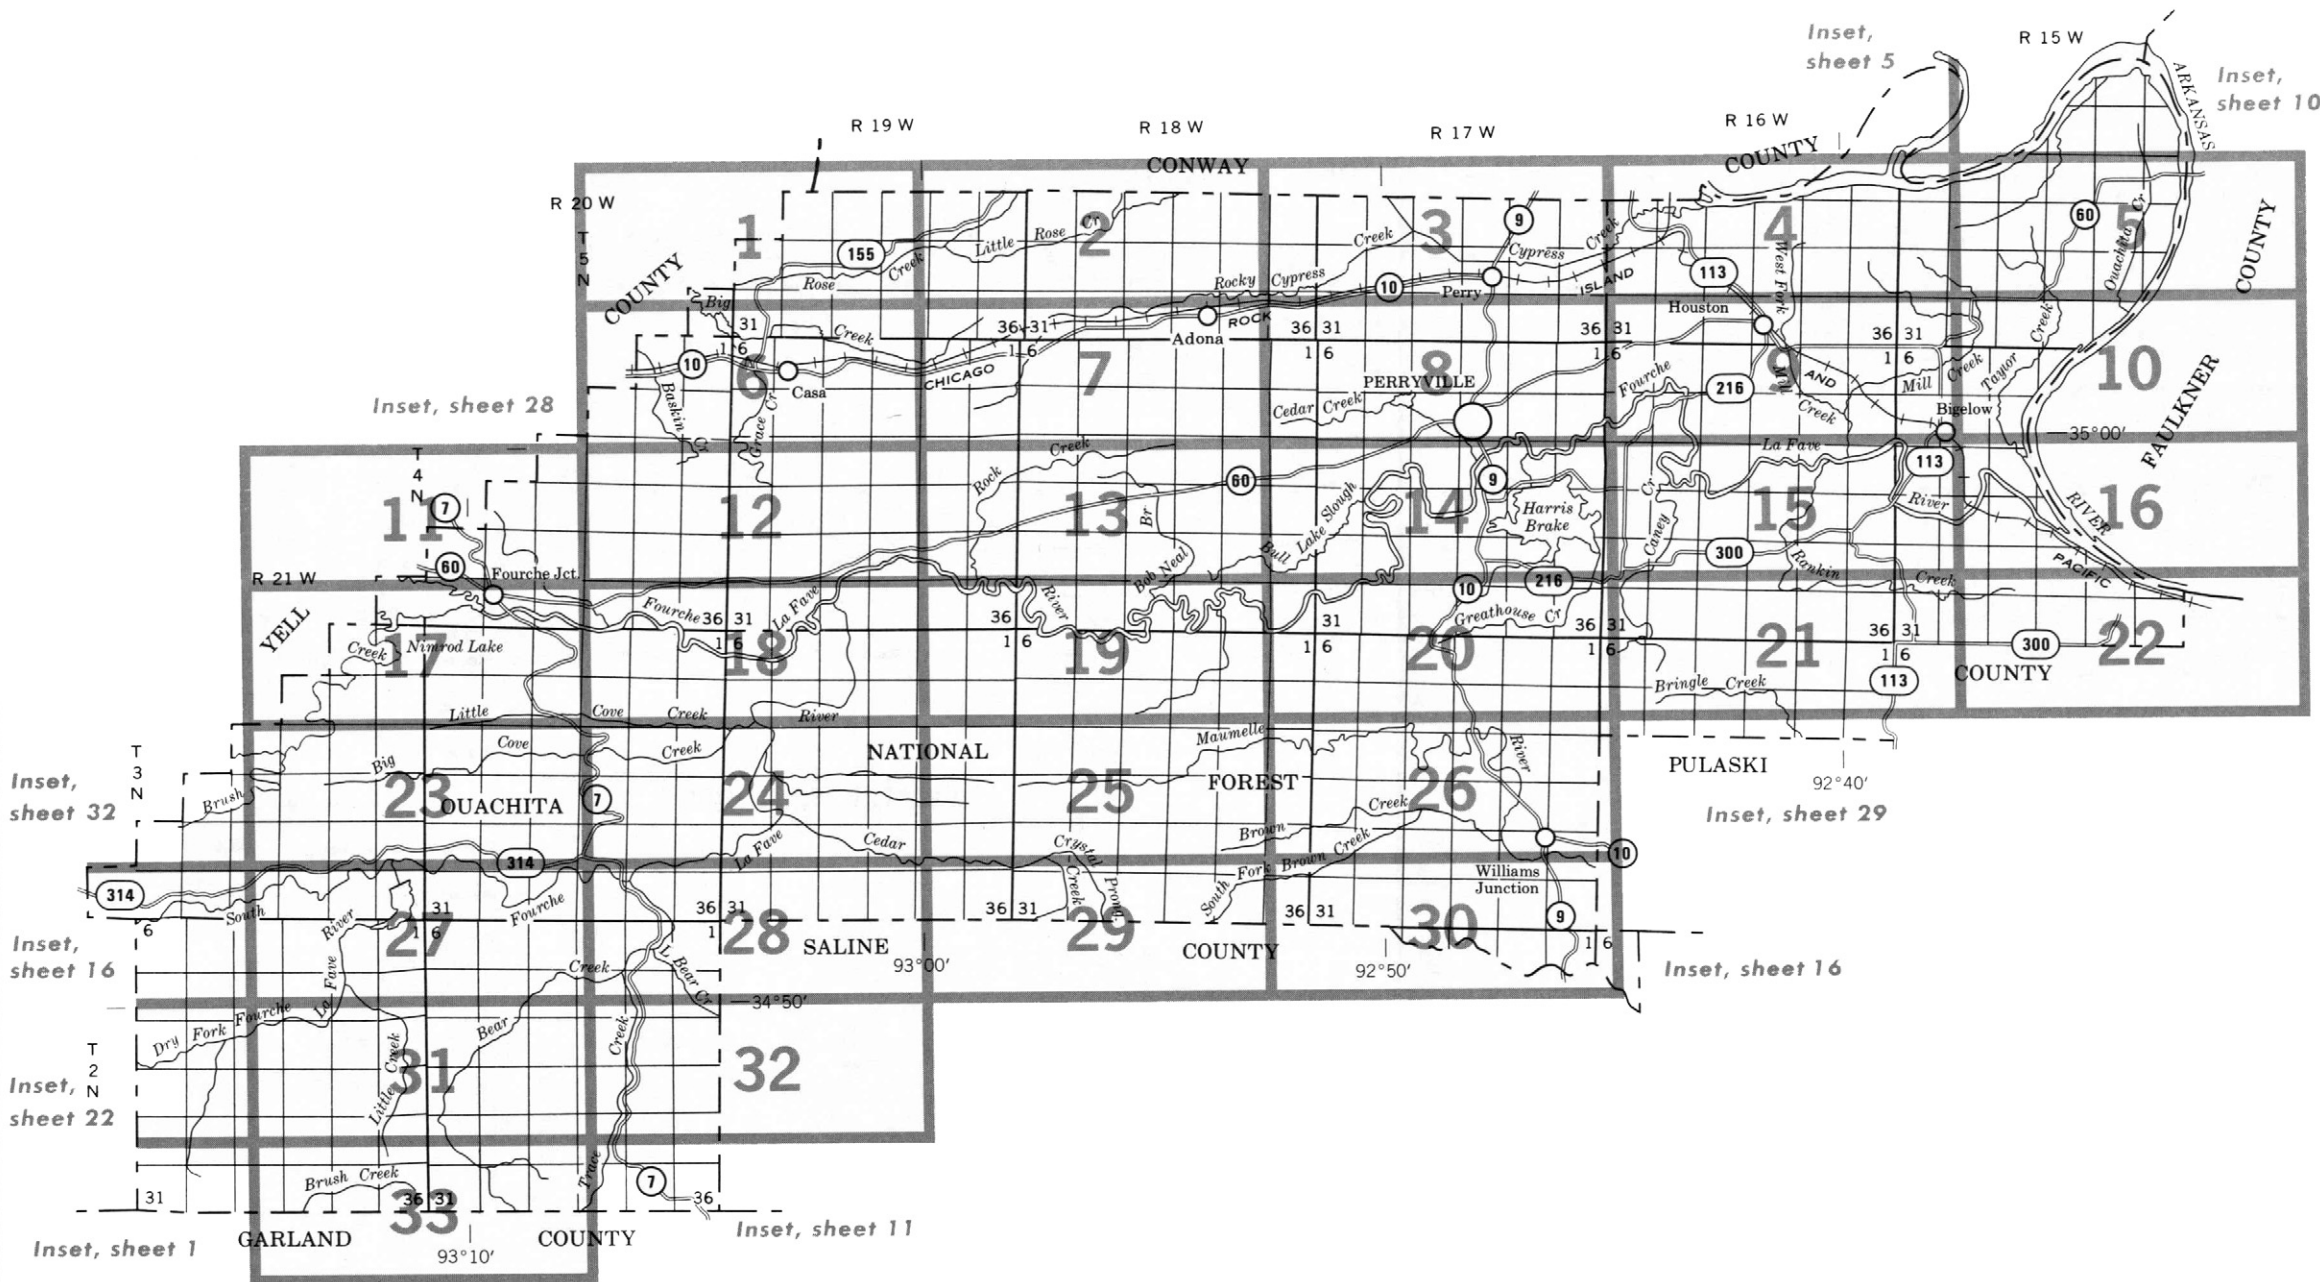 Inset,
sheet 5
R 15 W
Inset,
sheet 10
ARKANSAS
R 19 W
R 18 W
R 17 W
R 16 W
CONWAY
COUNTY
R 20 W
T
5
N
1
2
3
4
5
155
9
60
Little Rose Cr
Rose Creek
Rocky Cypress Creek
Cypress Creek
113
West Fork
Ouachita Cr
COUNTY
COUNTY
Big
Creek
10
Perry
ISLAND
Houston
ROCK
Adona
31
36 31
36 31
36 31
36 31
1 6
1 6
1 6
1 6
1 6
10
6
7
8
9
10
Casa
CHICAGO
PERRYVILLE
Fourche
216
AND
Mill Creek
Mill Creek
Taylor Creek
Bigelow
FAULKNER
Inset, sheet 28
Baskin Cr
Grace Cr
Cedar Creek
35°00′
T
4
N
La Fave
113
Rock Creek
60
9
11
12
13
14
15
16
7
Br
Bull Lake Slough
Harris
Brake
Caney Cr
River
RIVER
300
60
Fourche Jct.
Bob Neal
Rankin Creek
PACIFIC
R 21 W
10
216
YELL
Fourche
La Fave
River
Greathouse Cr
36 31
36
31
36 31
36 31
1 6
1 6
1 6
1 6
1 6
Creek
Nimrod Lake
17
18
19
20
21
22
300
COUNTY
113
Bringle Creek
Little Cove Creek
River
Maumelle
River
NATIONAL
T
3
N
Big Cove Creek
FOREST
PULASKI
92°40′
Inset,
sheet 32
Brush
23
24
25
26
OUACHITA
7
Inset, sheet 29
Brown Creek
314
La Fave
Cedar
Crystal
Prong
Creek
South Fork Brown Creek
10
Williams
Junction
314
South
Fourche
La Fave
River
31
36 31
36 31
36 31
6
1 6
1
1 6
9
27
28
29
30
Inset,
sheet 16
SALINE
COUNTY
93°00′
92°50′
Inset, sheet 16
Creek
L Bear Cr
34°50′
Dry Fork Fourche
Bear
Creek
T
2
N
Inset,
sheet 22
Little Creek
31
32
Trace
Brush Creek
7
31
36 31
36
33
Inset, sheet 11
Inset, sheet 1
GARLAND
COUNTY
93°10′